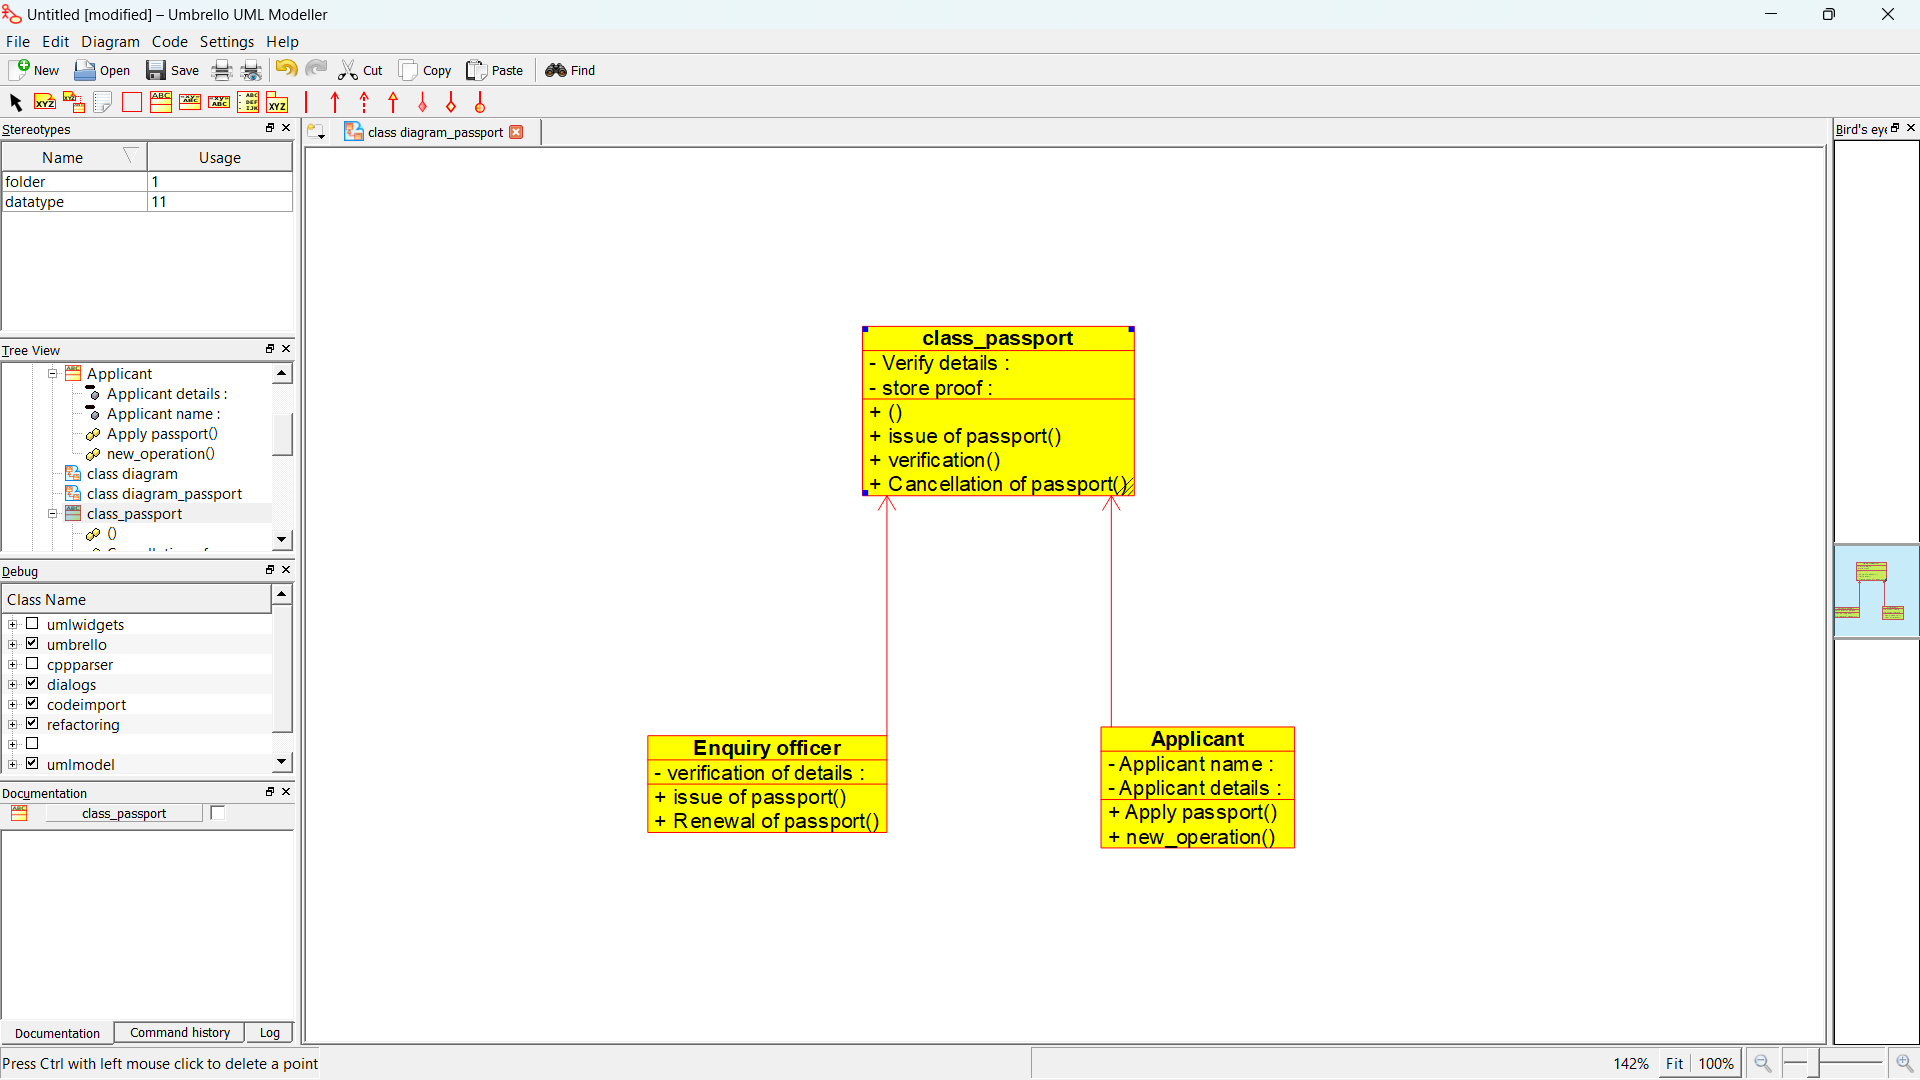 Untitled [modified] – Umbrello UML Modeller
File Edit Diagram Code Settings Help
New Open Save Cut Copy Paste Find
Stereotypes
Name Usage
folder 1
datatype 11
Tree View
Applicant
Applicant details :
Applicant name :
Apply passport()
new_operation()
class diagram
class diagram_passport
class_passport
()
Debug
Class Name
umlwidgets
umbrello
cppparser
dialogs
codeimport
refactoring
umlmodel
Documentation
class_passport
Documentation Command history Log
Press Ctrl with left mouse click to delete a point
class diagram_passport
class_passport
- Verify details :
- store proof :
+ ()
+ issue of passport()
+ verification()
+ Cancellation of passport()
Enquiry officer
- verification of details :
+ issue of passport()
+ Renewal of passport()
Applicant
- Applicant name :
- Applicant details :
+ Apply passport()
+ new_operation()
Bird's eye
142% Fit 100%